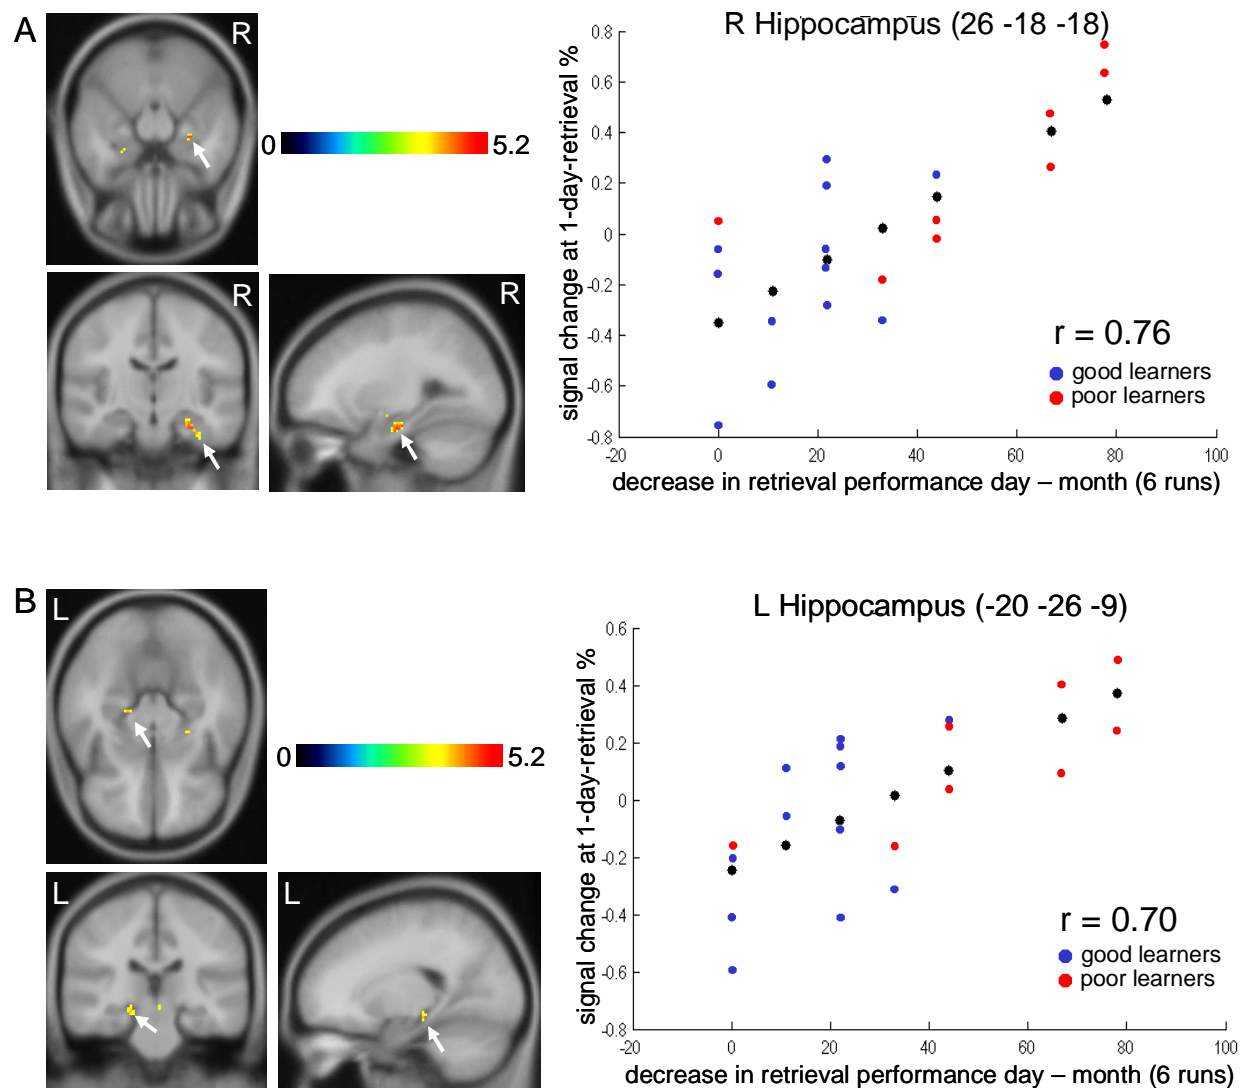 A
R
R
R
0
5.2
R Hippocampus (26 -18 -18)
signal change at 1-day-retrieval %
0.8
0.6
0.4
0.2
0
-0.2
-0.4
-0.6
-0.8
-20
0
20
40
60
80
100
r = 0.76
good learners
poor learners
decrease in retrieval performance day – month (6 runs)
B
L
L
L
0
5.2
L Hippocampus (-20 -26 -9)
signal change at 1-day-retrieval %
0.6
0.4
0.2
0
-0.2
-0.4
-0.6
-0.8
-20
0
20
40
60
80
100
r = 0.70
good learners
poor learners
decrease in retrieval performance day – month (6 runs)